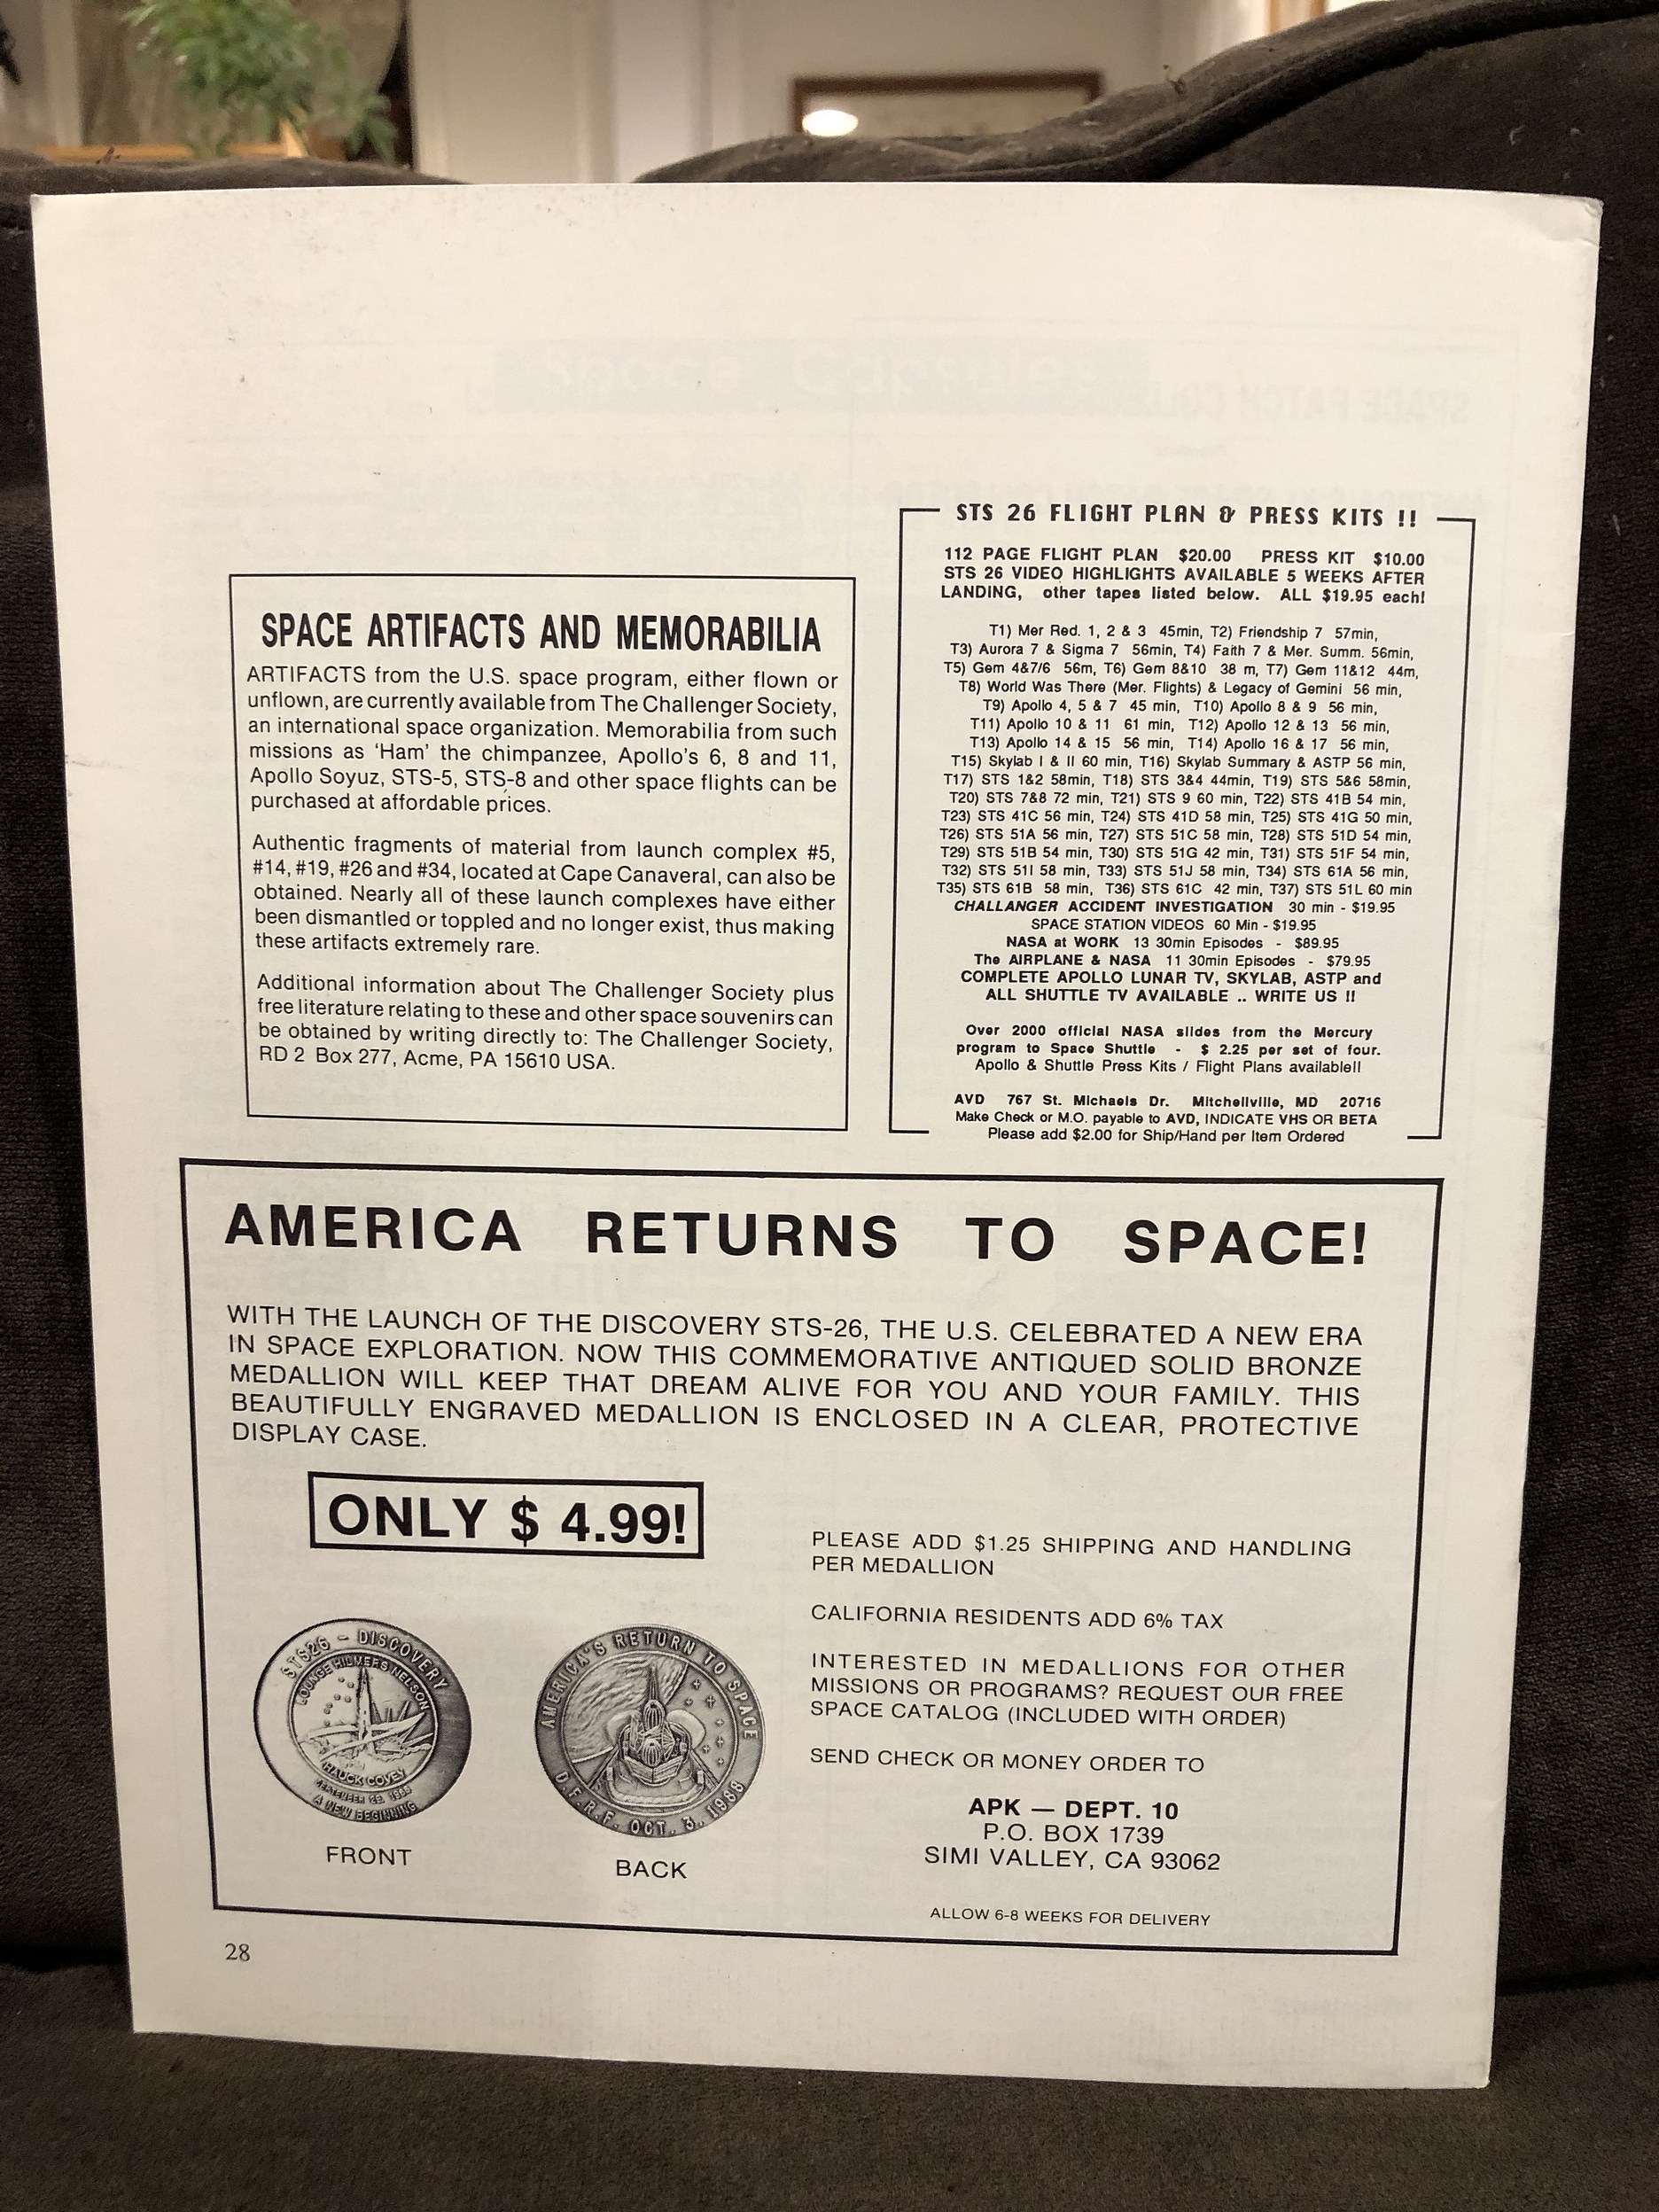 SPACE ARTIFACTS AND MEMORABILIA
ARTIFACTS from the U.S. space program, either flown or
unflown, are currently available from The Challenger Society,
an international space organization. Memorabilia from such
missions as 'Ham' the chimpanzee, Apollo's 6, 8 and 11,
Apollo Soyuz, STS-5, STS-8 and other space flights can be
purchased at affordable prices.
Authentic fragments of material from launch complex #5,
#14, #19, #26 and #34, located at Cape Canaveral, can also be
obtained. Nearly all of these launch complexes have either
been dismantled or toppled and no longer exist, thus making
these artifacts extremely rare.
Additional information about The Challenger Society plus
free literature relating to these and other space souvenirs can
be obtained by writing directly to: The Challenger Society,
RD 2 Box 277, Acme, PA 15610 USA.
STS 26 FLIGHT PLAN & PRESS KITS !!
112 PAGE FLIGHT PLAN $20.00 PRESS KIT $10.00
STS 26 VIDEO HIGHLIGHTS AVAILABLE 5 WEEKS AFTER
LANDING, other tapes listed below. ALL $19.95 each!
T1) Mer Red. 1, 2 & 3 45min, T2) Friendship 7 57min,
T3) Aurora 7 & Sigma 7 56min, T4) Faith 7 & Mer. Summ. 56min,
T5) Gem 4&7/6 56m, T6) Gem 8&10 38 m, T7) Gem 11&12 44m,
T8) World Was There (Mer. Flights) & Legacy of Gemini 56 min,
T9) Apollo 4, 5 & 7 45 min, T10) Apollo 8 & 9 56 min,
T11) Apollo 10 & 11 61 min, T12) Apollo 12 & 13 56 min,
T13) Apollo 14 & 15 56 min, T14) Apollo 16 & 17 56 min,
T15) Skylab I & II 60 min, T16) Skylab Summary & ASTP 56 min,
T17) STS 1&2 58min, T18) STS 3&4 44min, T19) STS 5&6 58min,
T20) STS 7&8 72 min, T21) STS 9 60 min, T22) STS 41B 54 min,
T23) STS 41C 56 min, T24) STS 41D 58 min, T25) STS 41G 50 min,
T26) STS 51A 56 min, T27) STS 51C 58 min, T28) STS 51D 54 min,
T29) STS 51B 54 min, T30) STS 51G 42 min, T31) STS 51F 54 min,
T32) STS 51I 58 min, T33) STS 51J 58 min, T34) STS 61A 56 min,
T35) STS 61B 58 min, T36) STS 61C 42 min, T37) STS 51L 60 min
CHALLANGER ACCIDENT INVESTIGATION 30 min - $19.95
SPACE STATION VIDEOS 60 Min - $19.95
NASA at WORK 13 30min Episodes - $89.95
The AIRPLANE & NASA 11 30min Episodes - $79.95
COMPLETE APOLLO LUNAR TV, SKYLAB, ASTP and
ALL SHUTTLE TV AVAILABLE .. WRITE US !!
Over 2000 official NASA slides from the Mercury
program to Space Shuttle - $ 2.25 per set of four.
Apollo & Shuttle Press Kits / Flight Plans available!!
AVD 767 St. Michaels Dr. Mitchellville, MD 20716
Make Check or M.O. payable to AVD, INDICATE VHS OR BETA
Please add $2.00 for Ship/Hand per Item Ordered
AMERICA RETURNS TO SPACE!
WITH THE LAUNCH OF THE DISCOVERY STS-26, THE U.S. CELEBRATED A NEW ERA
IN SPACE EXPLORATION. NOW THIS COMMEMORATIVE ANTIQUED SOLID BRONZE
MEDALLION WILL KEEP THAT DREAM ALIVE FOR YOU AND YOUR FAMILY. THIS
BEAUTIFULLY ENGRAVED MEDALLION IS ENCLOSED IN A CLEAR, PROTECTIVE
DISPLAY CASE.
ONLY $ 4.99!
STS26 - DISCOVERY
LOUNGE HILMERS NELSON
HAUCK COVEY
SEPTEMBER 29, 1988
A NEW BEGINNING
FRONT
AMERICA'S RETURN TO SPACE
D.F.R.F. OCT. 3, 1988
BACK
PLEASE ADD $1.25 SHIPPING AND HANDLING
PER MEDALLION
CALIFORNIA RESIDENTS ADD 6% TAX
INTERESTED IN MEDALLIONS FOR OTHER
MISSIONS OR PROGRAMS? REQUEST OUR FREE
SPACE CATALOG (INCLUDED WITH ORDER)
SEND CHECK OR MONEY ORDER TO
APK — DEPT. 10
P.O. BOX 1739
SIMI VALLEY, CA 93062
ALLOW 6-8 WEEKS FOR DELIVERY
28